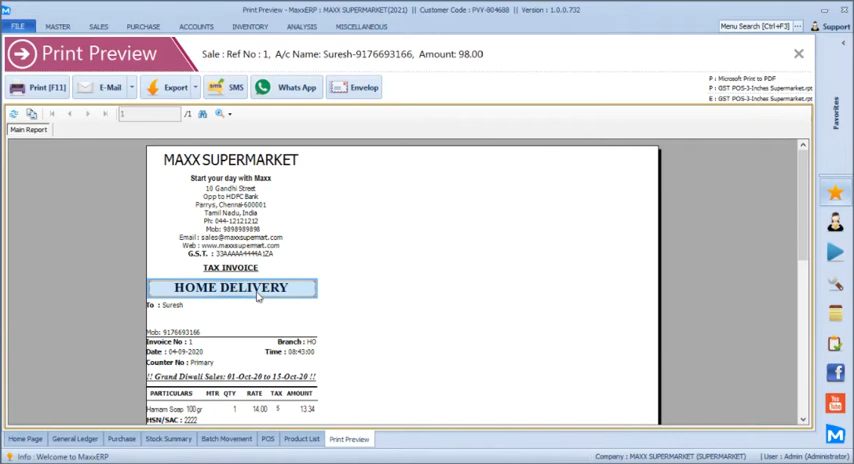 Print Preview - MaxxERP : MAXX SUPERMARKET(2021) | Customer Code : PVV-804688 | Version : 1.0.0.732
FILE MASTER SALES PURCHASE ACCOUNTS INVENTORY ANALYSIS MISCELLANEOUS Menu Search [Ctrl+F3] ... Support
Print Preview Sale : Ref No : 1, A/c Name: Suresh-9176693166, Amount: 98.00
Print [F11] E-Mail Export SMS Whats App Envelop
P : Microsoft Print to PDF
P : GST POS-3-Inches Supermarket.rpt
E : GST POS-3-Inches Supermarket.rpt
1 /1
Main Report
Favorites
MAXX SUPERMARKET
Start your day with Maxx
10 Gandhi Street
Opp to HDFC Bank
Parrys, Chennai-600001
Tamil Nadu, India
Ph: 044-12121212
Mob: 9898989898
Email : sales@maxxsupermart.com
Web : www.maxxsupermart.com
G.S.T. : 33AAAAA4444A1ZA
TAX INVOICE
HOME DELIVERY
To : Suresh
Mob: 9176693166
Invoice No : 1 Branch : HO
Date : 04-09-2020 Time : 08:43:00
Counter No : Primary
!! Grand Diwali Sales: 01-Oct-20 to 15-Oct-20 !!
PARTICULARS MTR QTY RATE TAX AMOUNT
Hamam Soap 100gr 1 14.00 5 13.34
HSN/SAC : 2222
Home Page General Ledger Purchase Stock Summary Batch Movement POS Product List Print Preview
Info : Welcome to MaxxERP Company : MAXX SUPERMARKET (SUPERMARKET) User : Admin (Administrator)